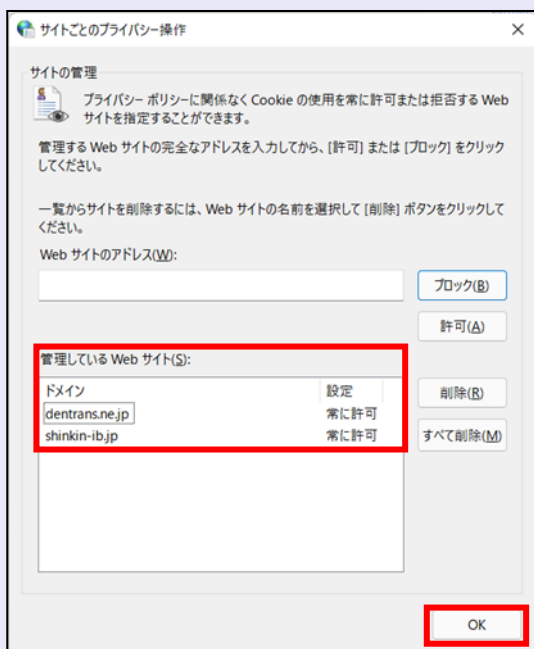 サイトごとのプライバシー操作
サイトの管理
プライバシー ポリシーに関係なく Cookie の使用を常に許可または拒否する Web
サイトを指定することができます。
管理する Web サイトの完全なアドレスを入力してから、[許可] または [ブロック] をクリック
してください。
一覧からサイトを削除するには、Web サイトの名前を選択して [削除] ボタンをクリックして
ください。
Web サイトのアドレス(W):
ブロック(B)
許可(A)
管理している Web サイト(S):
ドメイン 設定
dentrans.ne.jp 常に許可
shinkin-ib.jp 常に許可
削除(R)
すべて削除(M)
OK